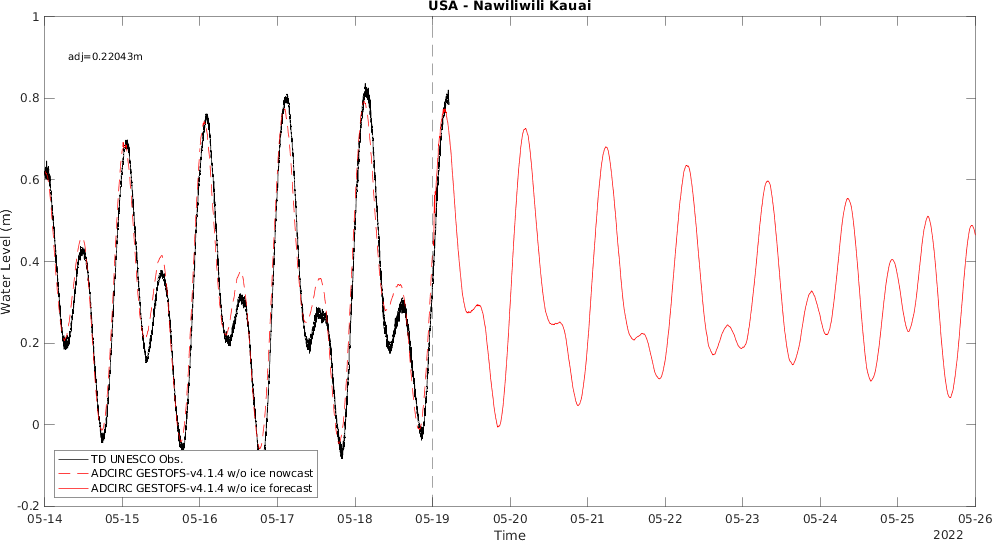 USA - Nawiliwili Kauai
1
adj=0.22043m
0.8
0.6
0.4
0.2
0
-0.2
Water Level (m)
TD UNESCO Obs.
ADCIRC GESTOFS-v4.1.4 w/o ice nowcast
ADCIRC GESTOFS-v4.1.4 w/o ice forecast
05-14 05-15 05-16 05-17 05-18 05-19 05-20 05-21 05-22 05-23 05-24 05-25 05-26
Time
2022